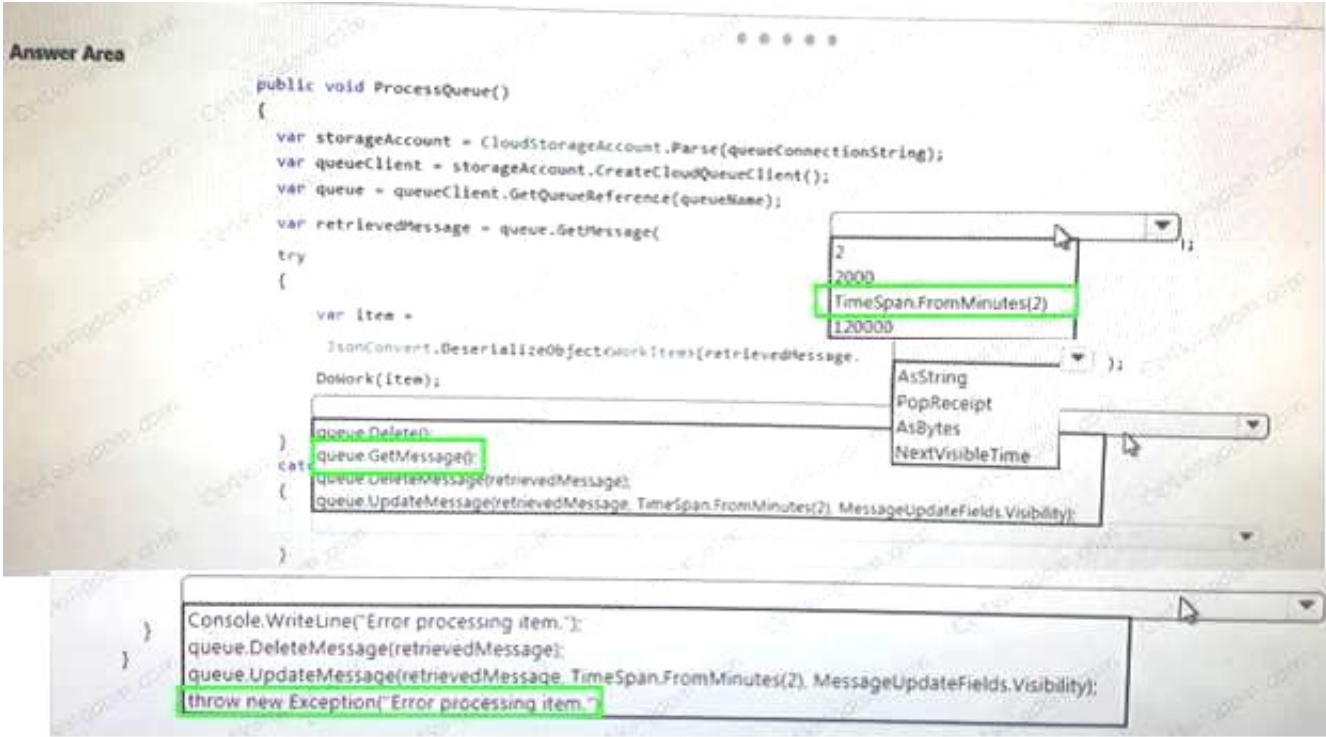 Answer Area
public void ProcessQueue()
{
var storageAccount = CloudStorageAccount.Parse(queueConnectionString);
var queueClient = storageAccount.CreateCloudQueueClient();
var queue = queueClient.GetQueueReference(queueName);
var retrievedMessage = queue.GetMessage( );
2
2000
TimeSpan.FromMinutes(2)
120000
try
{
var item =
JsonConvert.DeserializeObject<WorkItem>(retrievedMessage. );
AsString
PopReceipt
AsBytes
NextVisibleTime
DoWork(item);
queue.Delete();
queue.GetMessage();
queue.DeleteMessage(retrievedMessage);
queue.UpdateMessage(retrievedMessage, TimeSpan.FromMinutes(2), MessageUpdateFields.Visibility);
}
cat
{
}
Console.WriteLine("Error processing item.");
queue.DeleteMessage(retrievedMessage);
queue.UpdateMessage(retrievedMessage, TimeSpan.FromMinutes(2), MessageUpdateFields.Visibility);
throw new Exception("Error processing item."
}
}